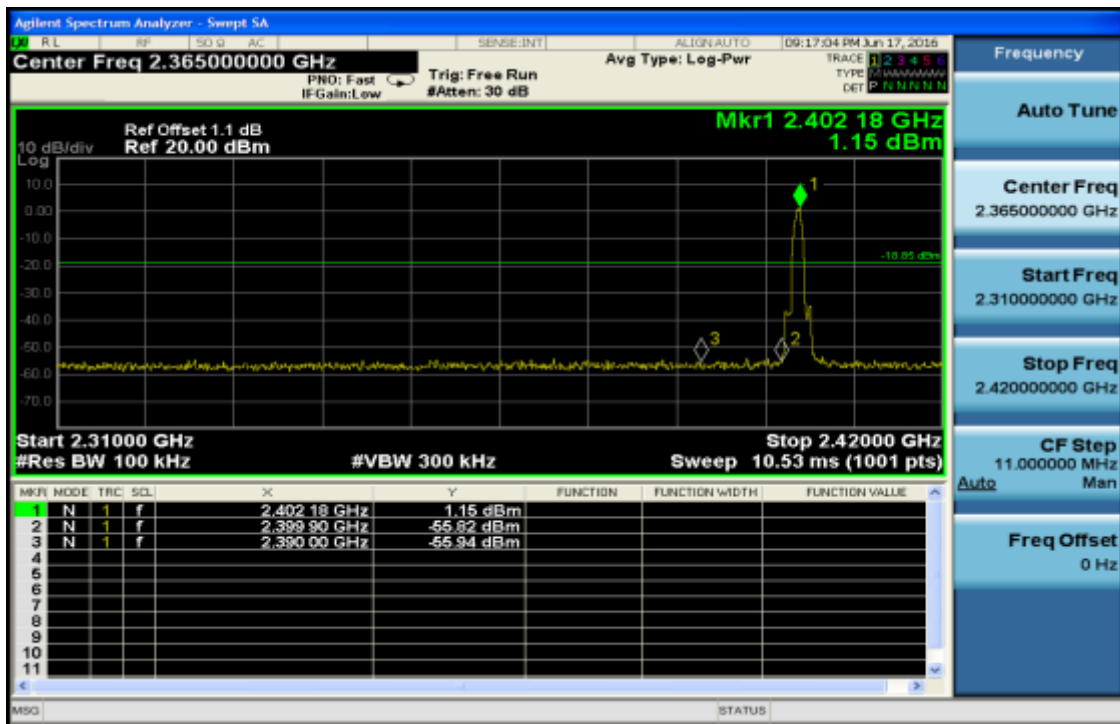 Agilent Spectrum Analyzer - Swept SA
RL RF 50 Ω AC SENSE:INT ALIGN AUTO 09:17:04 PM Jun 17, 2016
Center Freq 2.365000000 GHz
PNO: Fast
IFGain:Low
Trig: Free Run
#Atten: 30 dB
Avg Type: Log-Pwr
TRACE 1 2 3 4 5 6
TYPE M W W W W W
DET P N N N N N
Ref Offset 1.1 dB
Ref 20.00 dBm
10 dB/div
Log
Mkr1 2.402 18 GHz
1.15 dBm
10.0
0.00
-10.0
-20.0
-30.0
-40.0
-50.0
-60.0
-70.0
1
-18.85 dBm
3
2
Start 2.31000 GHz
Stop 2.42000 GHz
#Res BW 100 kHz
#VBW 300 kHz
Sweep 10.53 ms (1001 pts)
MKR MODE TRC SCL X Y FUNCTION FUNCTION WIDTH FUNCTION VALUE
1 N 1 f 2.402 18 GHz 1.15 dBm
2 N 1 f 2.399 90 GHz -55.82 dBm
3 N 1 f 2.390 00 GHz -55.94 dBm
4
5
6
7
8
9
10
11
MSG
STATUS
Frequency
Auto Tune
Center Freq
2.365000000 GHz
Start Freq
2.310000000 GHz
Stop Freq
2.420000000 GHz
CF Step
11.000000 MHz
Auto Man
Freq Offset
0 Hz